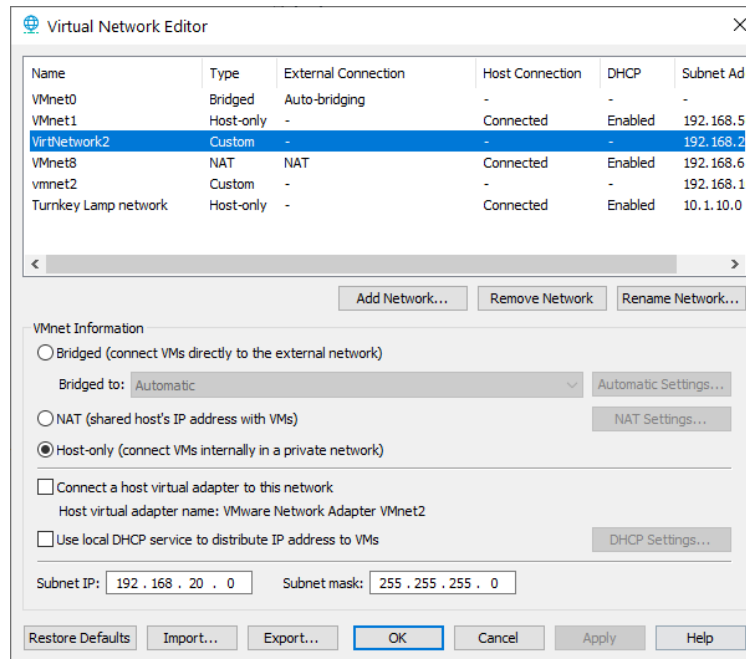 Virtual Network Editor
Name Type External Connection Host Connection DHCP Subnet Ad
VMnet0 Bridged Auto-bridging - - -
VMnet1 Host-only - Connected Enabled 192.168.5
VirtNetwork2 Custom - - - 192.168.2
VMnet8 NAT NAT Connected Enabled 192.168.6
vmnet2 Custom - - - 192.168.1
Turnkey Lamp network Host-only - Connected Enabled 10.1.10.0
Add Network... Remove Network Rename Network...
VMnet Information
Bridged (connect VMs directly to the external network)
Bridged to: Automatic Automatic Settings...
NAT (shared host's IP address with VMs) NAT Settings...
Host-only (connect VMs internally in a private network)
Connect a host virtual adapter to this network
Host virtual adapter name: VMware Network Adapter VMnet2
Use local DHCP service to distribute IP address to VMs DHCP Settings...
Subnet IP: 192 . 168 . 20 . 0 Subnet mask: 255 . 255 . 255 . 0
Restore Defaults Import... Export... OK Cancel Apply Help